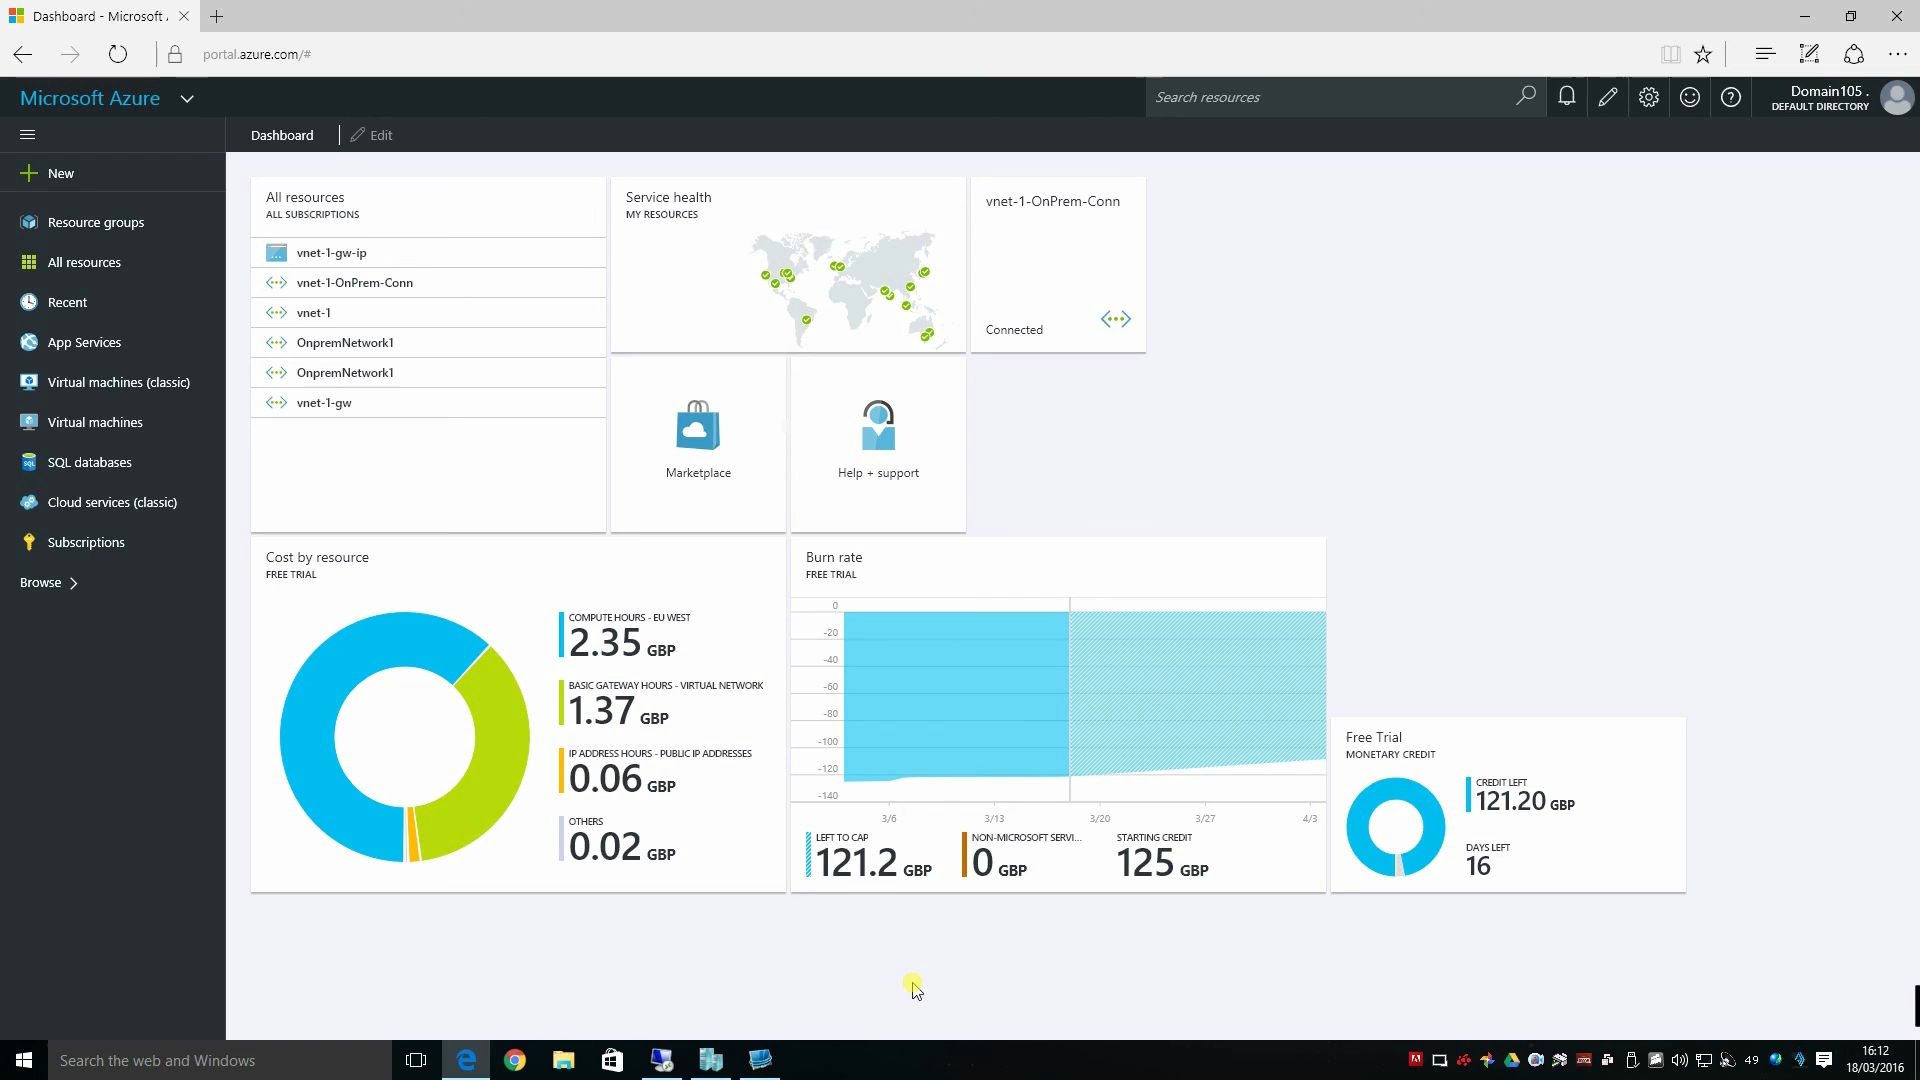 Dashboard - Microsoft
portal.azure.com/#
Microsoft Azure
Search resources
Domain105 .
DEFAULT DIRECTORY
Dashboard
Edit
New
Resource groups
All resources
Recent
App Services
Virtual machines (classic)
Virtual machines
SQL databases
Cloud services (classic)
Subscriptions
Browse
All resources
ALL SUBSCRIPTIONS
vnet-1-gw-ip
vnet-1-OnPrem-Conn
vnet-1
OnpremNetwork1
OnpremNetwork1
vnet-1-gw
Service health
MY RESOURCES
vnet-1-OnPrem-Conn
Connected
Marketplace
Help + support
Cost by resource
FREE TRIAL
COMPUTE HOURS - EU WEST
2.35 GBP
BASIC GATEWAY HOURS - VIRTUAL NETWORK
1.37 GBP
IP ADDRESS HOURS - PUBLIC IP ADDRESSES
0.06 GBP
OTHERS
0.02 GBP
Burn rate
FREE TRIAL
0
-20
-40
-60
-80
-100
-120
-140
3/6 3/13 3/20 3/27 4/3
LEFT TO CAP
121.2 GBP
NON-MICROSOFT SERVI...
0 GBP
STARTING CREDIT
125 GBP
Free Trial
MONETARY CREDIT
CREDIT LEFT
121.20 GBP
DAYS LEFT
16
Search the web and Windows
49
16:12
18/03/2016